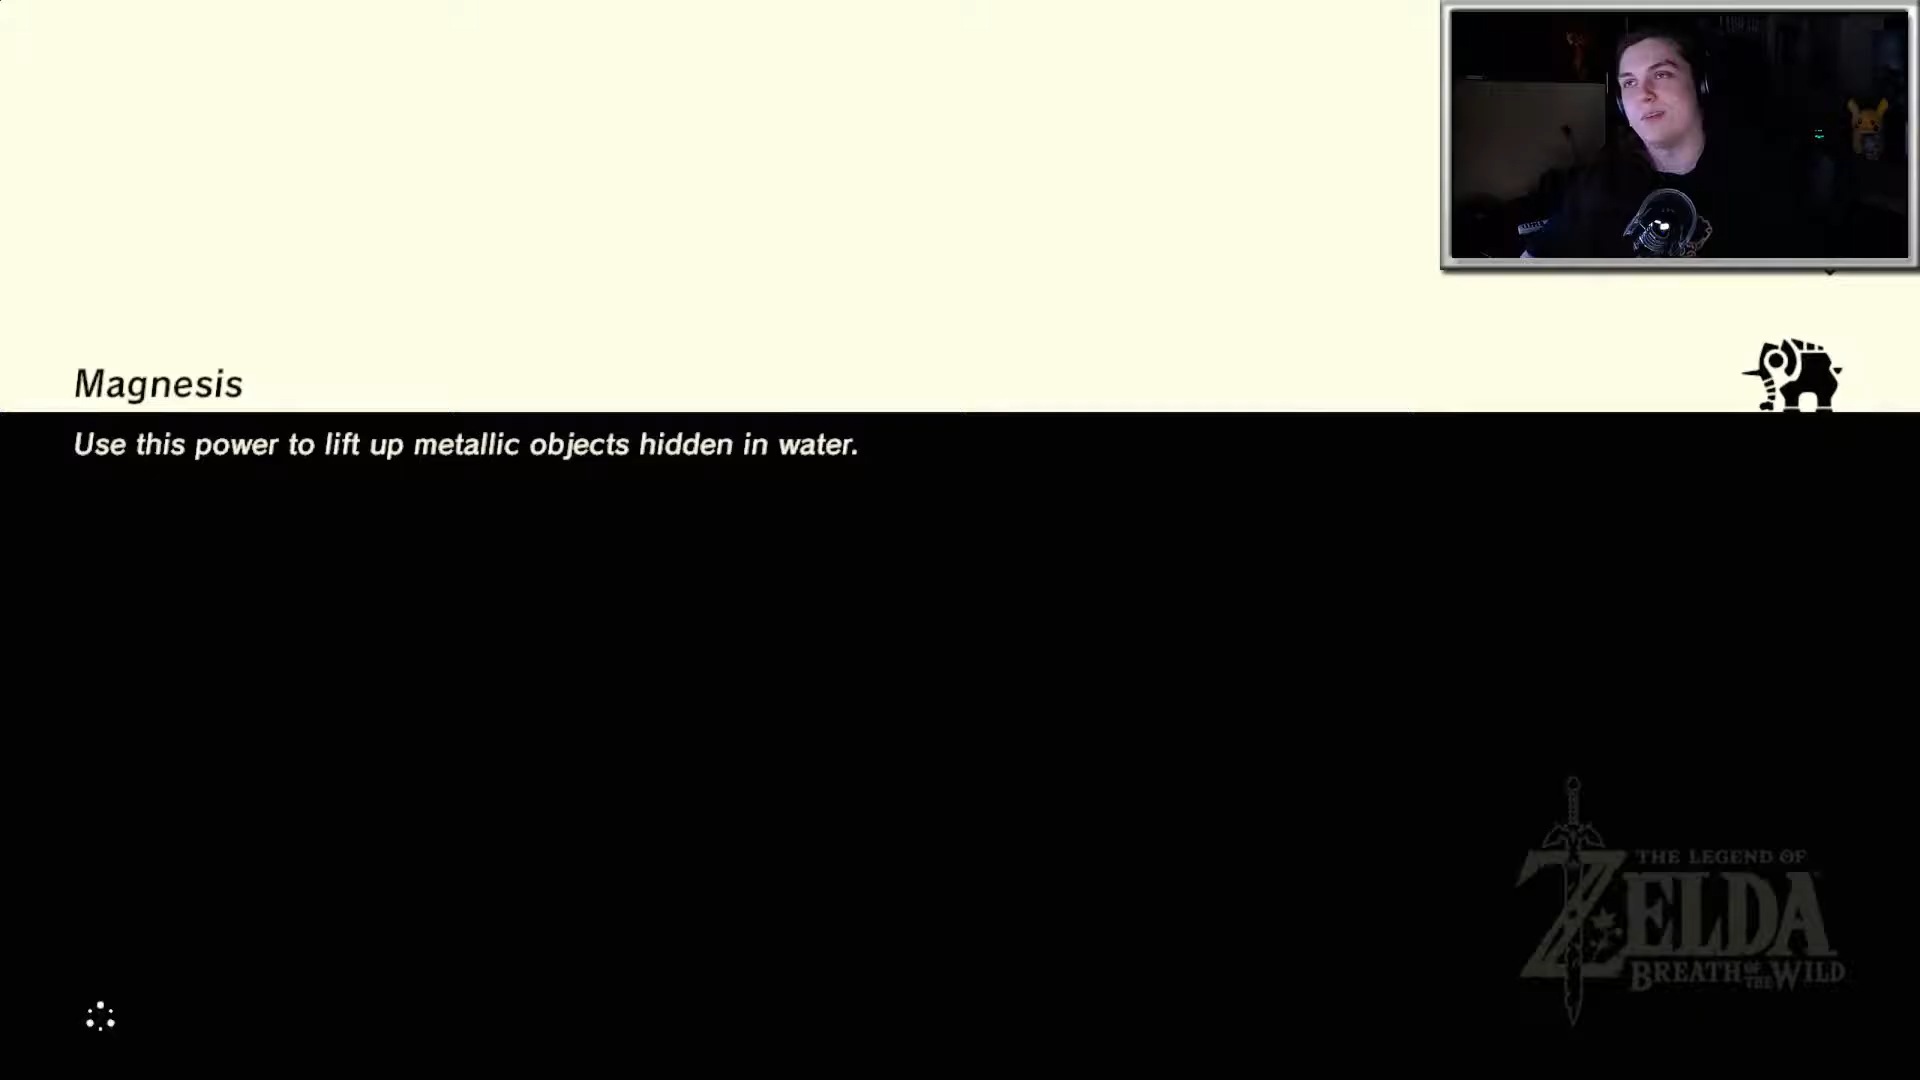 Magnesis
Use this power to lift up metallic objects hidden in water.
THE LEGEND OF
ZELDA
BREATH OF THE WILD